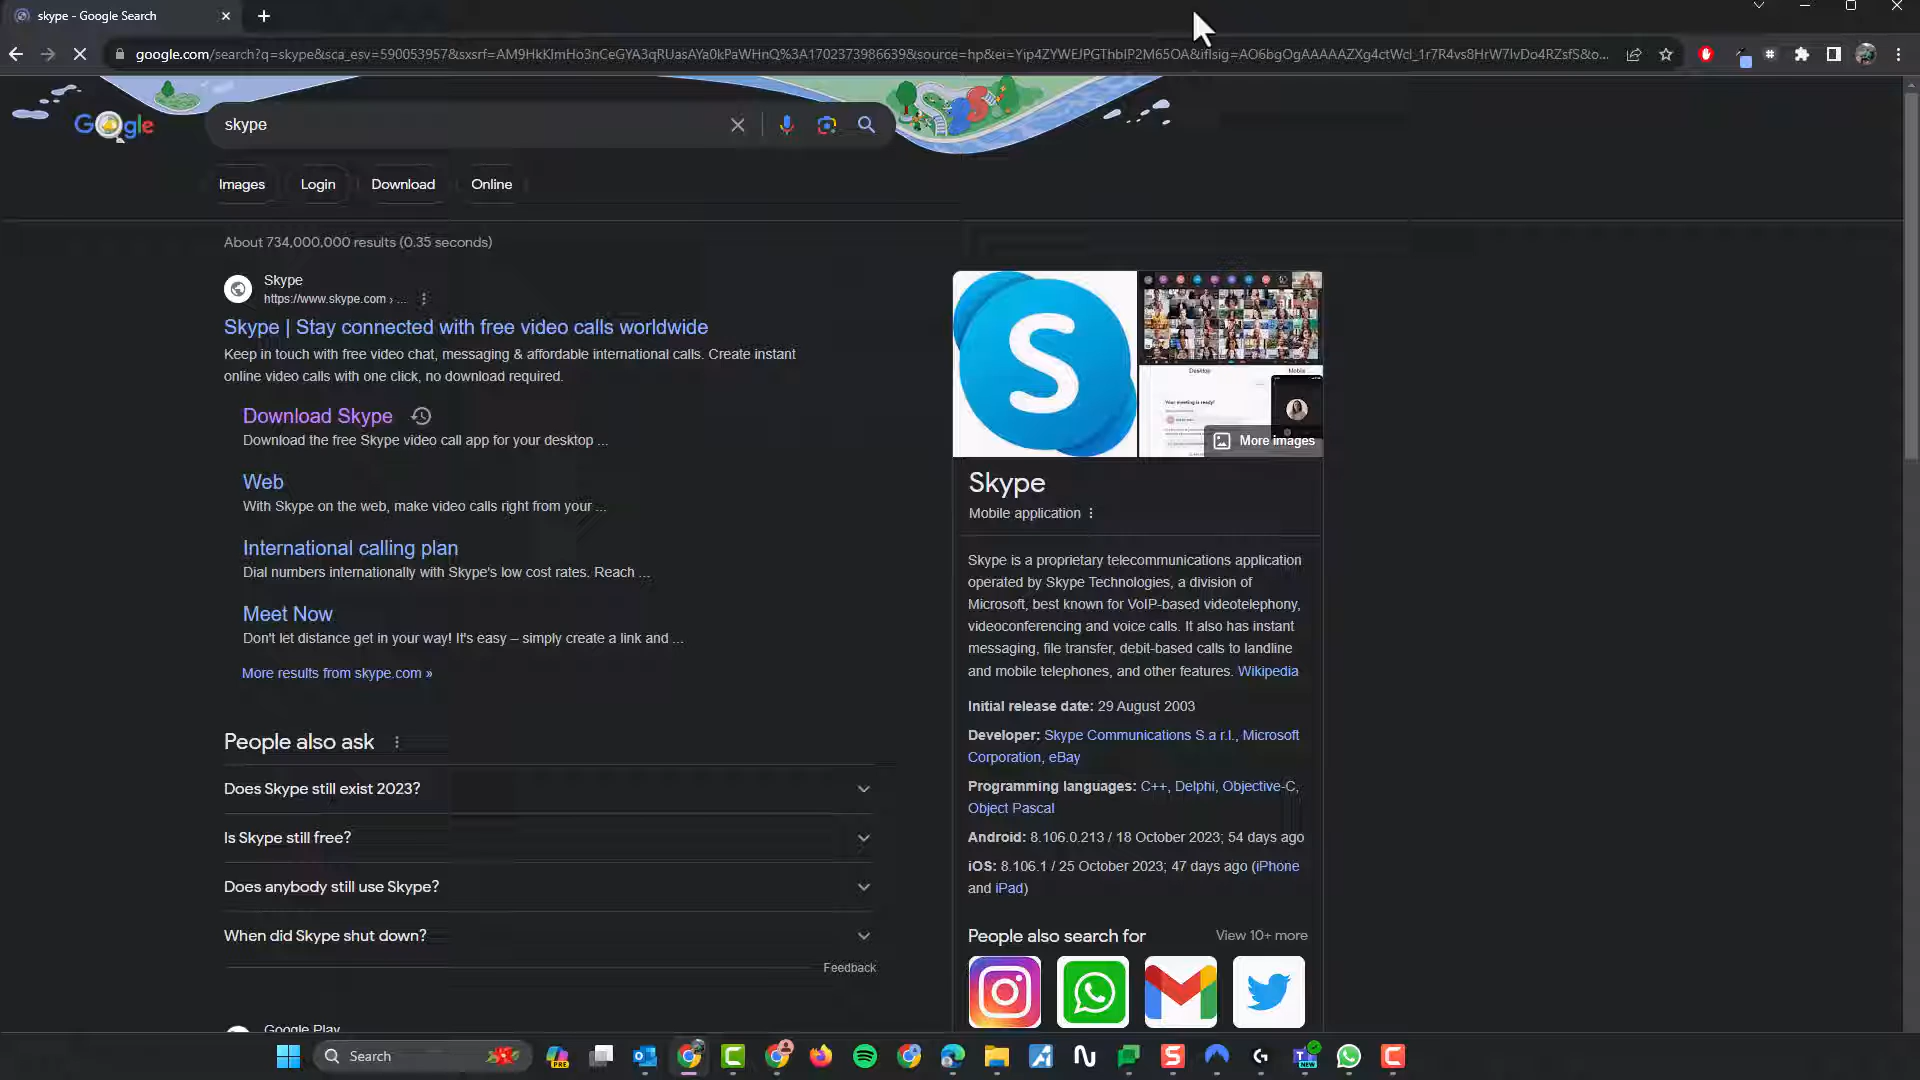 skype - Google Search
google.com/search?q=skype&sca_esv=590053957&sxsrf=AM9HkKlmHo3nCeGYA3qRUasAYa0kPaWHnQ%3A1702373986639&source=hp&ei=Yip4ZYWEJPGThbIP2M65OA&iflsig=AO6bgOgAAAAAZXg4ctWcl_1r7R4vs8HrW7lvDo4RZsfS&o...
Google
skype
Images
Login
Download
Online
About 734,000,000 results (0.35 seconds)
Skype
https://www.skype.com › ...
Skype | Stay connected with free video calls worldwide
Keep in touch with free video chat, messaging & affordable international calls. Create instant
online video calls with one click, no download required.
Download Skype
Download the free Skype video call app for your desktop ...
Web
With Skype on the web, make video calls right from your ...
International calling plan
Dial numbers internationally with Skype's low cost rates. Reach ...
Meet Now
Don't let distance get in your way! It's easy – simply create a link and ...
More results from skype.com »
People also ask
Does Skype still exist 2023?
Is Skype still free?
Does anybody still use Skype?
When did Skype shut down?
Feedback
Google Play
S
Desktop
Mobile
Your meeting is ready!
More images
Skype
Mobile application
Skype is a proprietary telecommunications application
operated by Skype Technologies, a division of
Microsoft, best known for VoIP-based videotelephony,
videoconferencing and voice calls. It also has instant
messaging, file transfer, debit-based calls to landline
and mobile telephones, and other features. Wikipedia
Initial release date: 29 August 2003
Developer: Skype Communications S.a r.l., Microsoft
Corporation, eBay
Programming languages: C++, Delphi, Objective-C,
Object Pascal
Android: 8.106.0.213 / 18 October 2023; 54 days ago
iOS: 8.106.1 / 25 October 2023; 47 days ago (iPhone
and iPad)
People also search for
View 10+ more
Search
PRE
NEW